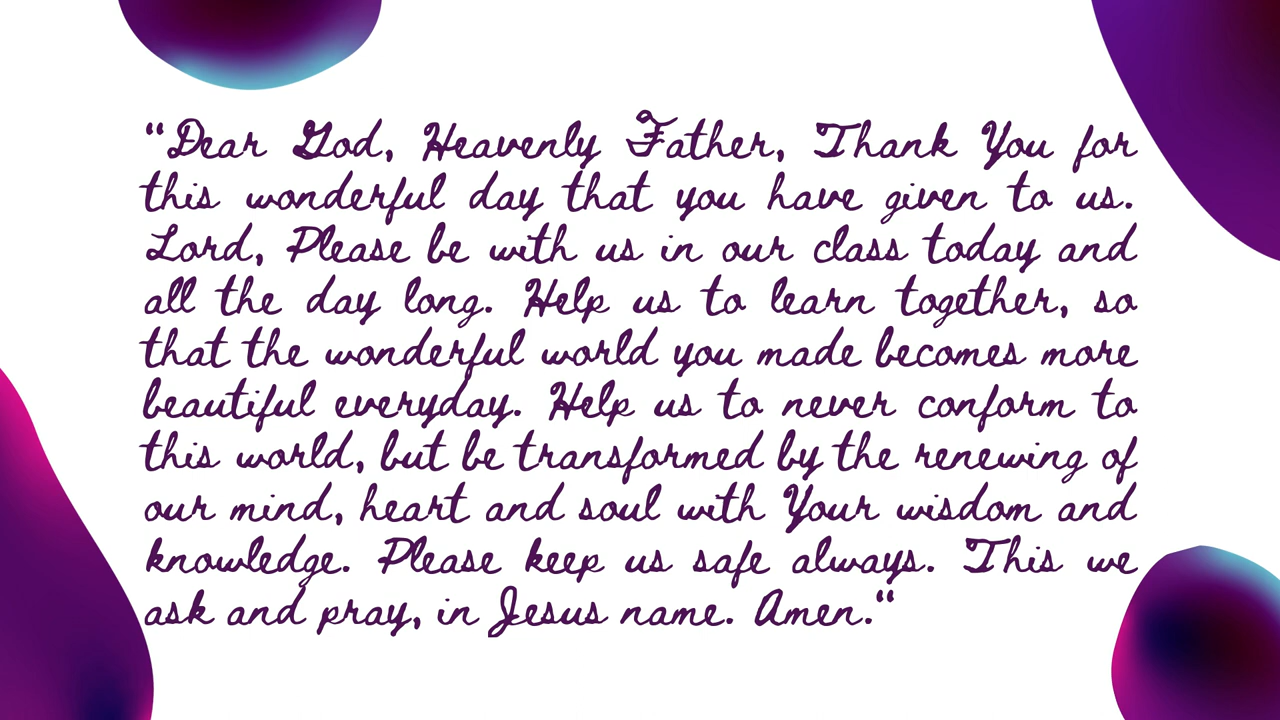 “Dear God, Heavenly Father, Thank You for
this wonderful day that you have given to us.
Lord, Please be with us in our class today and
all the day long. Help us to learn together, so
that the wonderful world you made becomes more
beautiful everyday. Help us to never conform to
this world, but be transformed by the renewing of
our mind, heart and soul with Your wisdom and
knowledge. Please keep us safe always. This we
ask and pray, in Jesus name. Amen.“